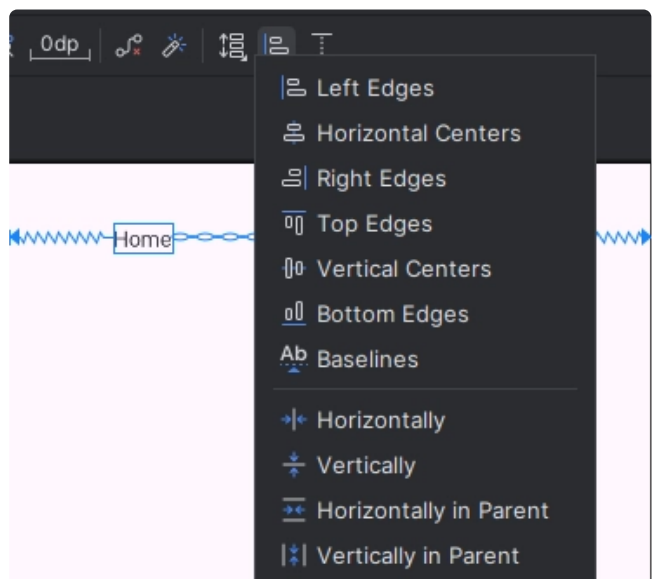 0dp
Left Edges
Horizontal Centers
Right Edges
Top Edges
Home
Vertical Centers
Bottom Edges
Ab Baselines
Horizontally
Vertically
Horizontally in Parent
Vertically in Parent